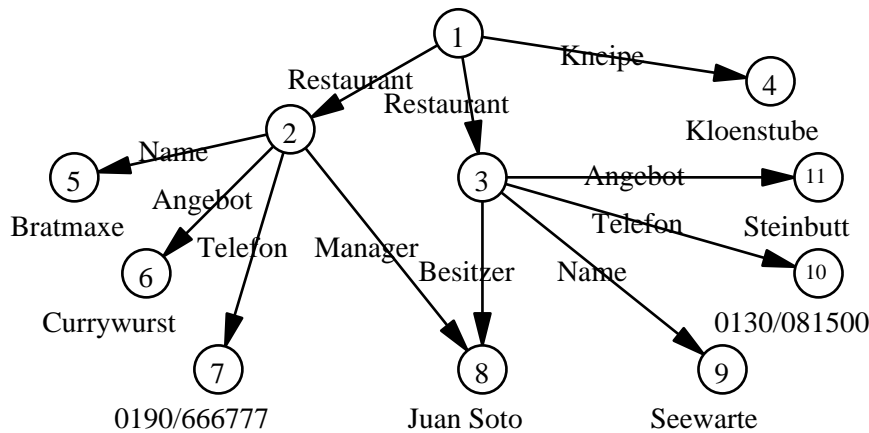 1
Kneipe
Restaurant
4
Restaurant
2
Kloenstube
Name
5
3
Angebot
11
Angebot
Bratmaxe
Telefon
Steinbutt
Telefon
Manager
Besitzer
Name
6
10
Currywurst
0130/081500
7
8
9
0190/666777
Juan Soto
Seewarte